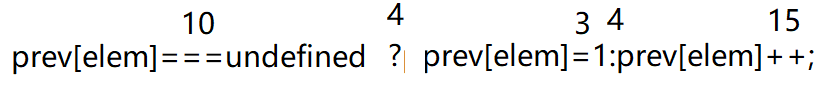 10 4 3 4 15
prev[elem]===undefined ? prev[elem]=1:prev[elem]++;